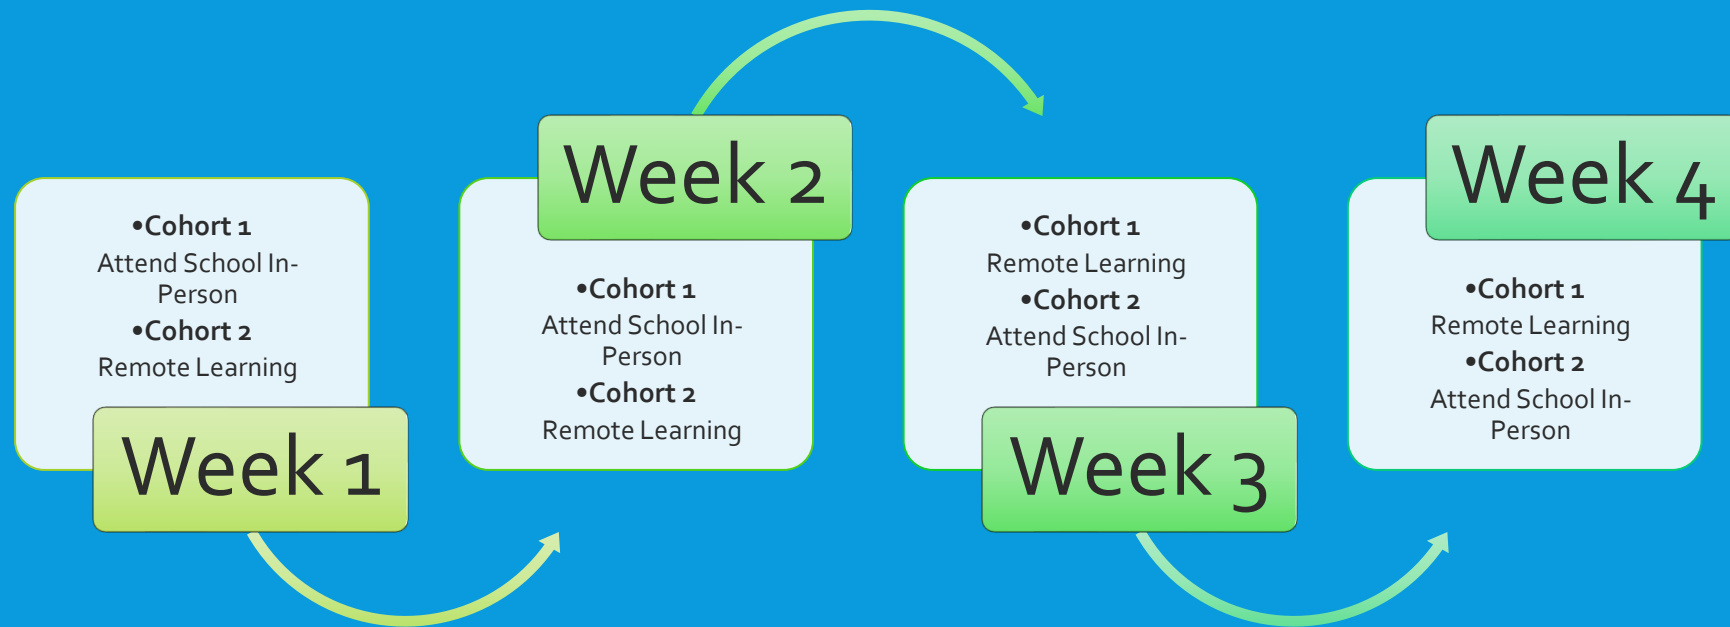 •Cohort 1
Attend School In-
Person
•Cohort 2
Remote Learning
Week 1
Week 2
•Cohort 1
Attend School In-
Person
•Cohort 2
Remote Learning
•Cohort 1
Remote Learning
•Cohort 2
Attend School In-
Person
Week 3
Week 4
•Cohort 1
Remote Learning
•Cohort 2
Attend School In-
Person